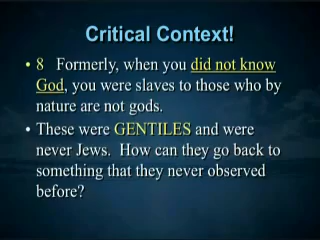 Critical Context!
• 8 Formerly, when you did not know
God, you were slaves to those who by
nature are not gods.
• These were GENTILES and were
never Jews. How can they go back to
something that they never observed
before?